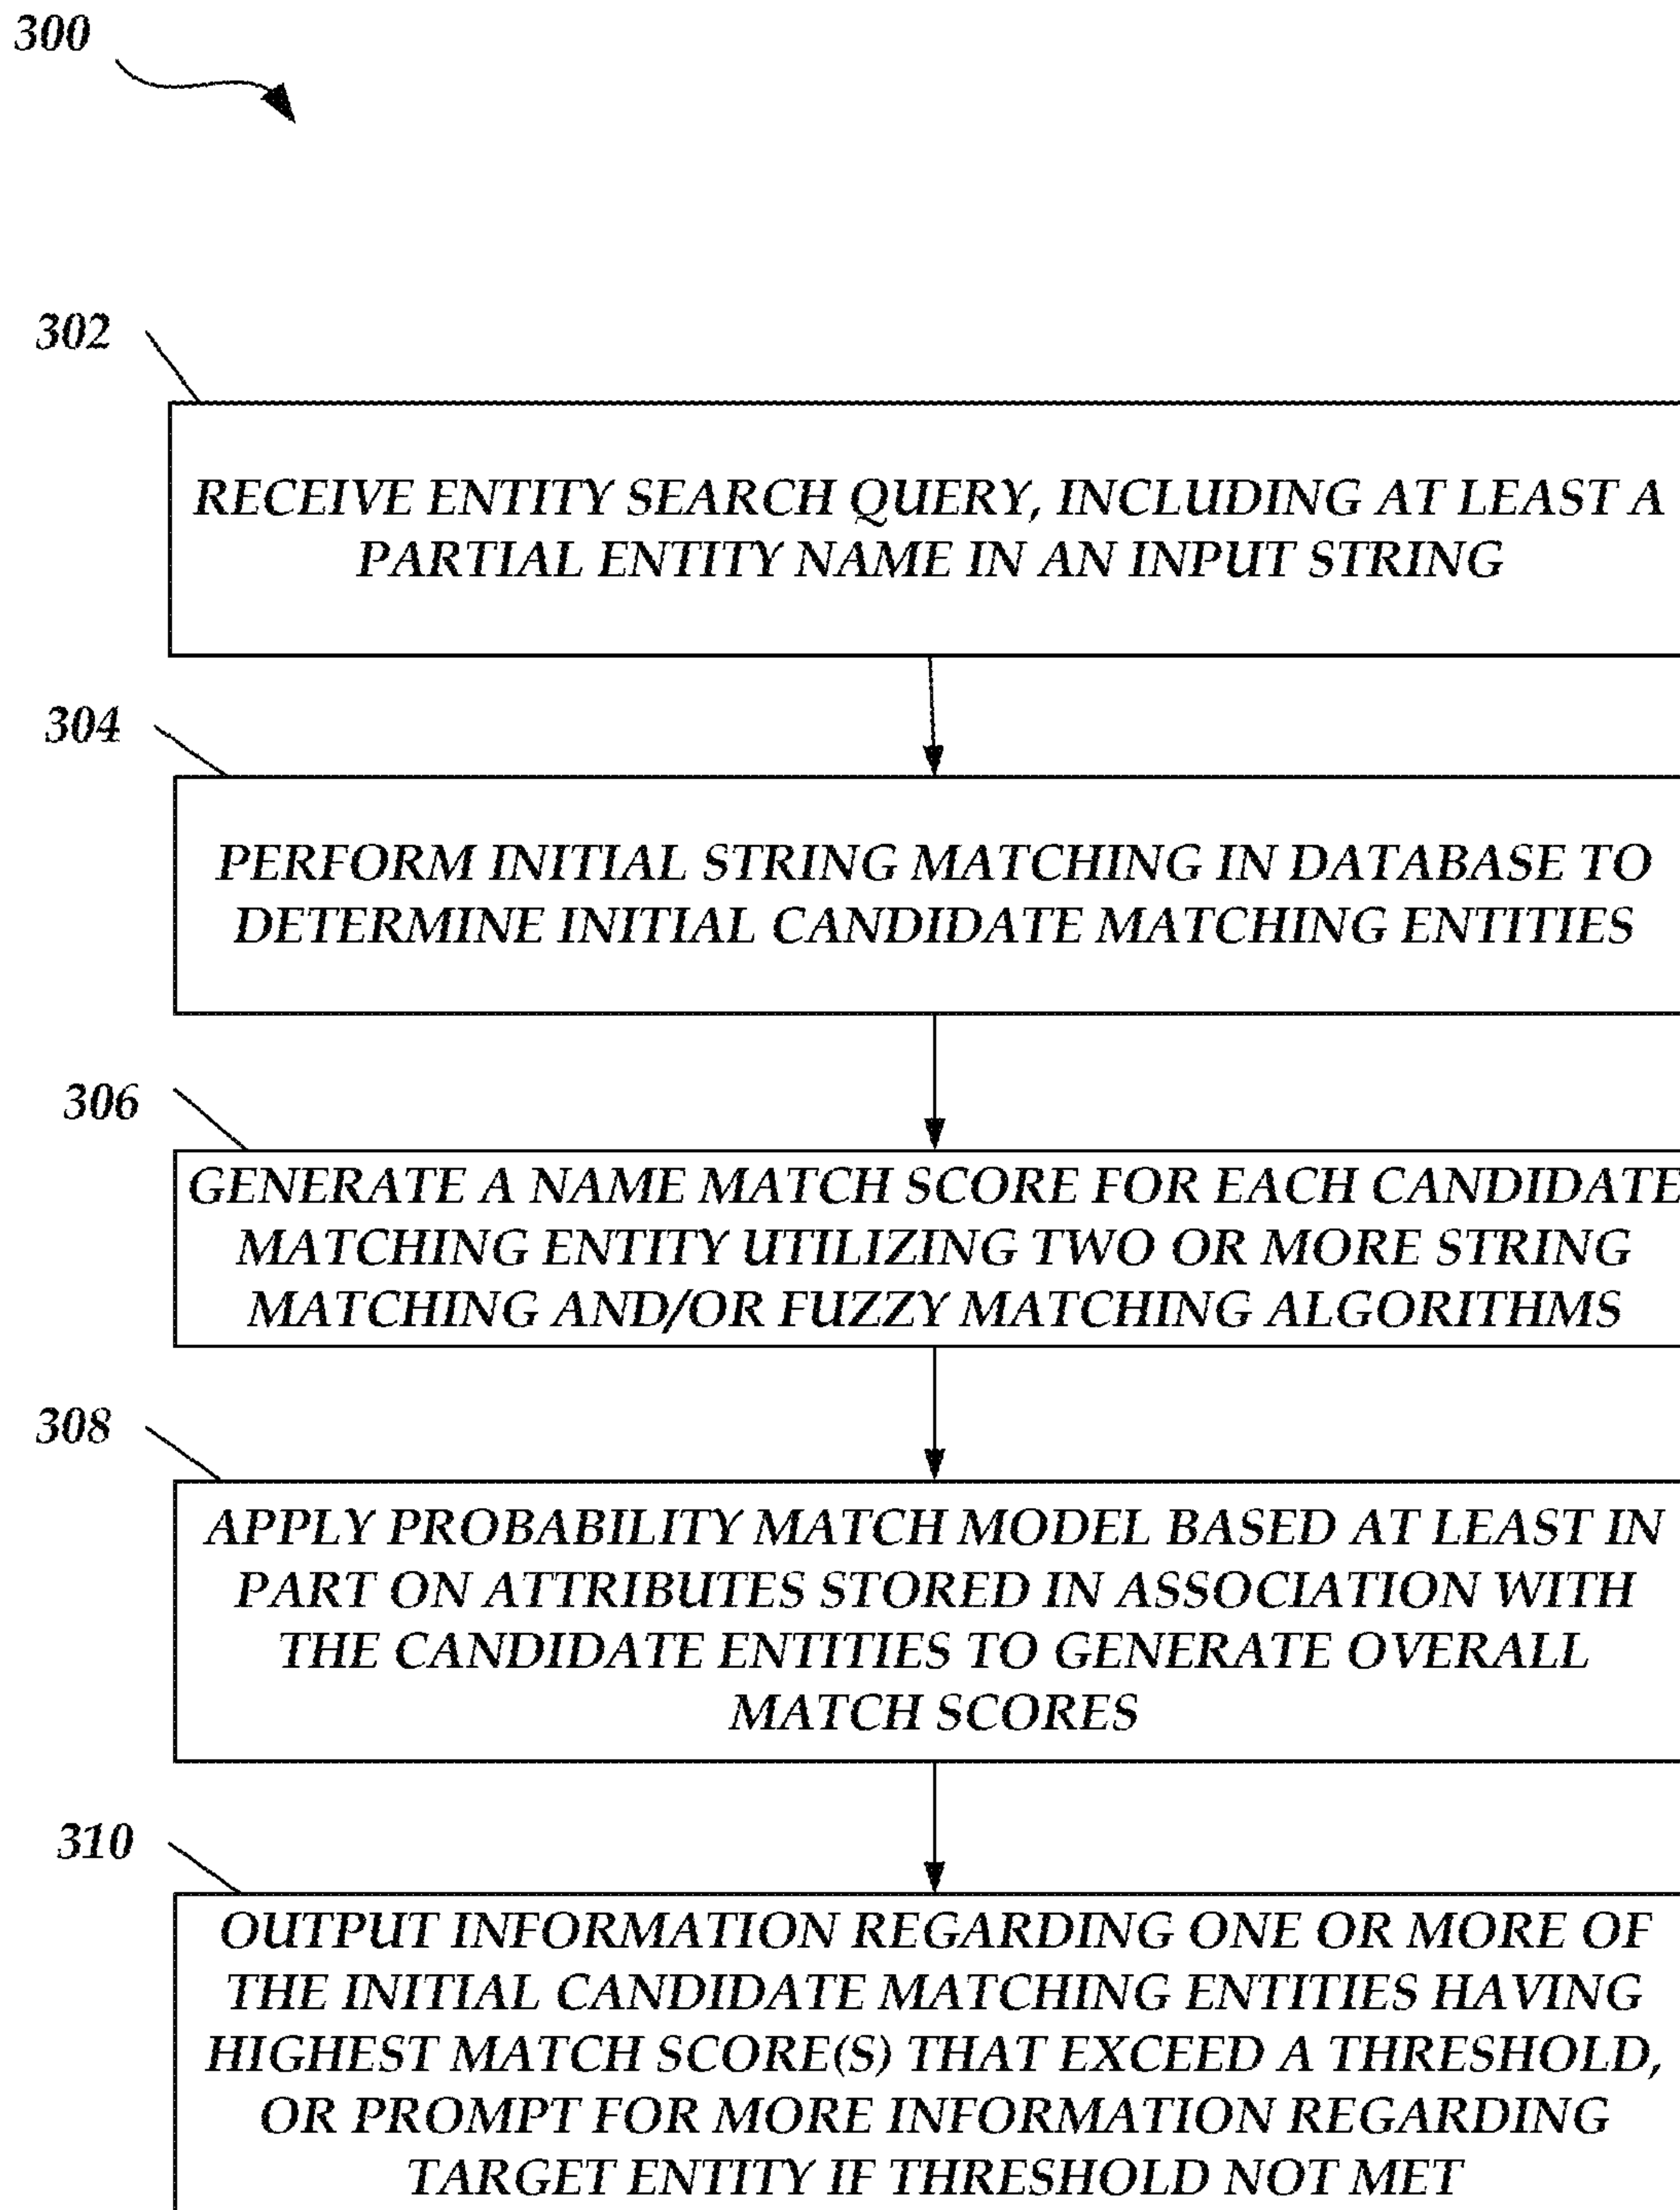 300
302
RECEIVE ENTITY SEARCH QUERY, INCLUDING AT LEAST A
PARTIAL ENTITY NAME IN AN INPUT STRING
304
PERFORM INITIAL STRING MATCHING IN DATABASE TO
DETERMINE INITIAL CANDIDATE MATCHING ENTITIES
306
GENERATE A NAME MATCH SCORE FOR EACH CANDIDATE
MATCHING ENTITY UTILIZING TWO OR MORE STRING
MATCHING AND/OR FUZZY MATCHING ALGORITHMS
308
APPLY PROBABILITY MATCH MODEL BASED AT LEAST IN
PART ON ATTRIBUTES STORED IN ASSOCIATION WITH
THE CANDIDATE ENTITIES TO GENERATE OVERALL
MATCH SCORES
310
OUTPUT INFORMATION REGARDING ONE OR MORE OF
THE INITIAL CANDIDATE MATCHING ENTITIES HAVING
HIGHEST MATCH SCORE(S) THAT EXCEED A THRESHOLD,
OR PROMPT FOR MORE INFORMATION REGARDING
TARGET ENTITY IF THRESHOLD NOT MET